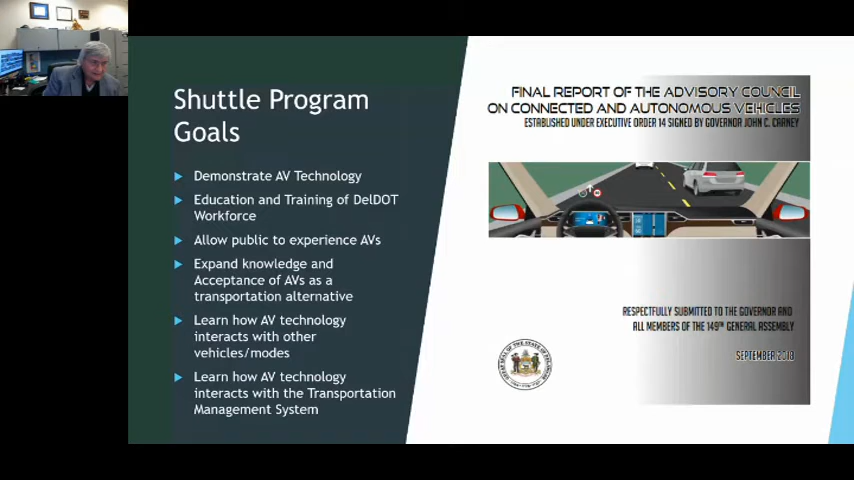 Shuttle Program
Goals
Demonstrate AV Technology
Education and Training of DelDOT
Workforce
Allow public to experience AVs
Expand knowledge and
Acceptance of AVs as a
transportation alternative
Learn how AV technology
interacts with other
vehicles/modes
Learn how AV technology
interacts with the Transportation
Management System
FINAL REPORT OF THE ADVISORY COUNCIL
ON CONNECTED AND AUTONOMOUS VEHICLES
ESTABLISHED UNDER EXECUTIVE ORDER 14 SIGNED BY GOVERNOR JOHN C. CARNEY
RESPECTFULLY SUBMITTED TO THE GOVERNOR AND
ALL MEMBERS OF THE 149TH GENERAL ASSEMBLY
SEPTEMBER 2018